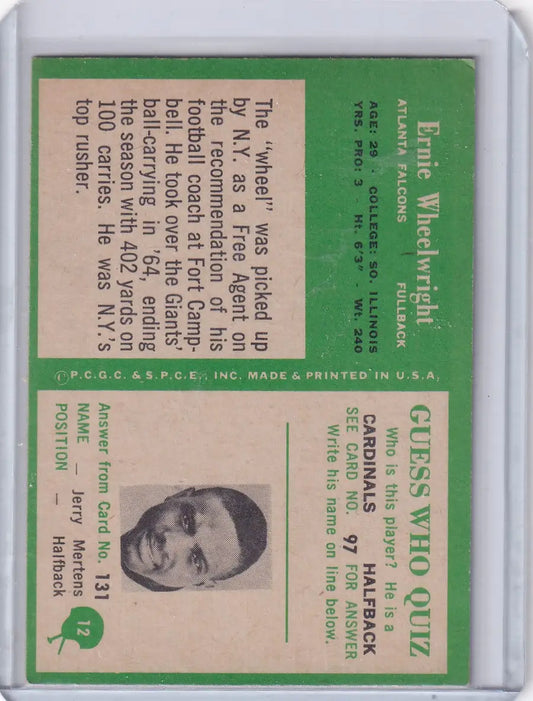 Ernie Wheelwright
ATLANTA FALCONS FULLBACK
AGE: 29 · COLLEGE: SO. ILLINOIS
YRS. PRO: 3 - Ht. 6'3" - Wt. 240
The "wheel" was picked up
by N.Y. as a Free Agent on
the recommendation of his
football coach at Fort Camp-
bell. He took over the Giants'
ball-carrying in '64, ending
the season with 402 yards on
100 carries. He was N.Y.'s
top rusher.
© P.C.G.C. & S.P.C.E., INC. MADE & PRINTED IN U.S.A.
GUESS WHO QUIZ
Who is this player? He is a
CARDINALS HALFBACK
SEE CARD NO. 97 FOR ANSWER
Write his name on line below.
Answer from Card No. 131
NAME — Jerry Mertens
POSITION — Halfback
12